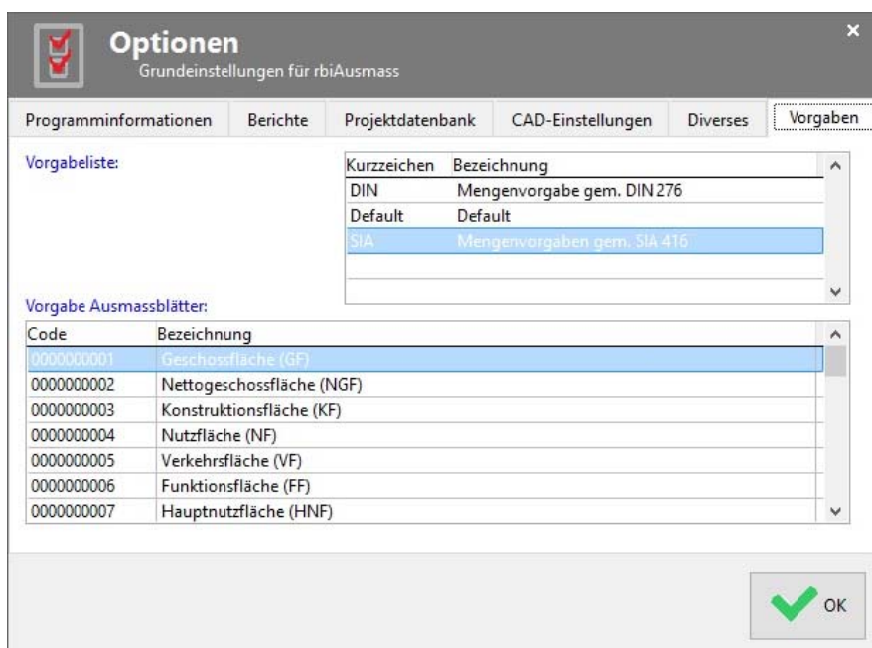 Optionen
Grundeinstellungen für rbiAusmass
Programminformationen Berichte Projektdatenbank CAD-Einstellungen Diverses Vorgaben
Vorgabeliste:
Kurzzeichen Bezeichnung
DIN Mengenvorgabe gem. DIN 276
Default Default
SIA Mengenvorgaben gem. SIA 416
Vorgabe Ausmassblätter:
Code Bezeichnung
0000000001 Geschossfläche (GF)
0000000002 Nettogeschossfläche (NGF)
0000000003 Konstruktionsfläche (KF)
0000000004 Nutzfläche (NF)
0000000005 Verkehrsfläche (VF)
0000000006 Funktionsfläche (FF)
0000000007 Hauptnutzfläche (HNF)
OK